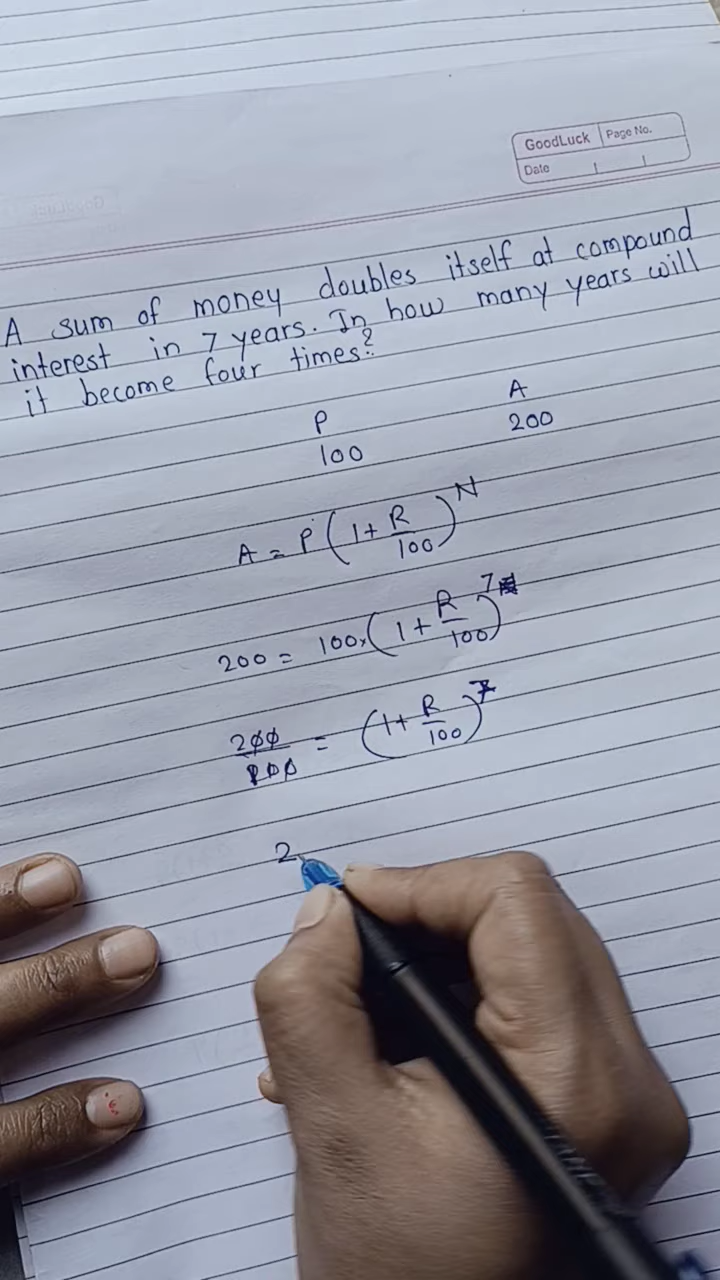 GoodLuck Page No.
Date
A sum of money doubles itself at compound
interest in 7 years. In how many years will
it become four times?
P A
100 200
A = P (1 + R/100)^N
200 = 100 × (1 + R/100)^7
200/100 = (1 + R/100)^7
2